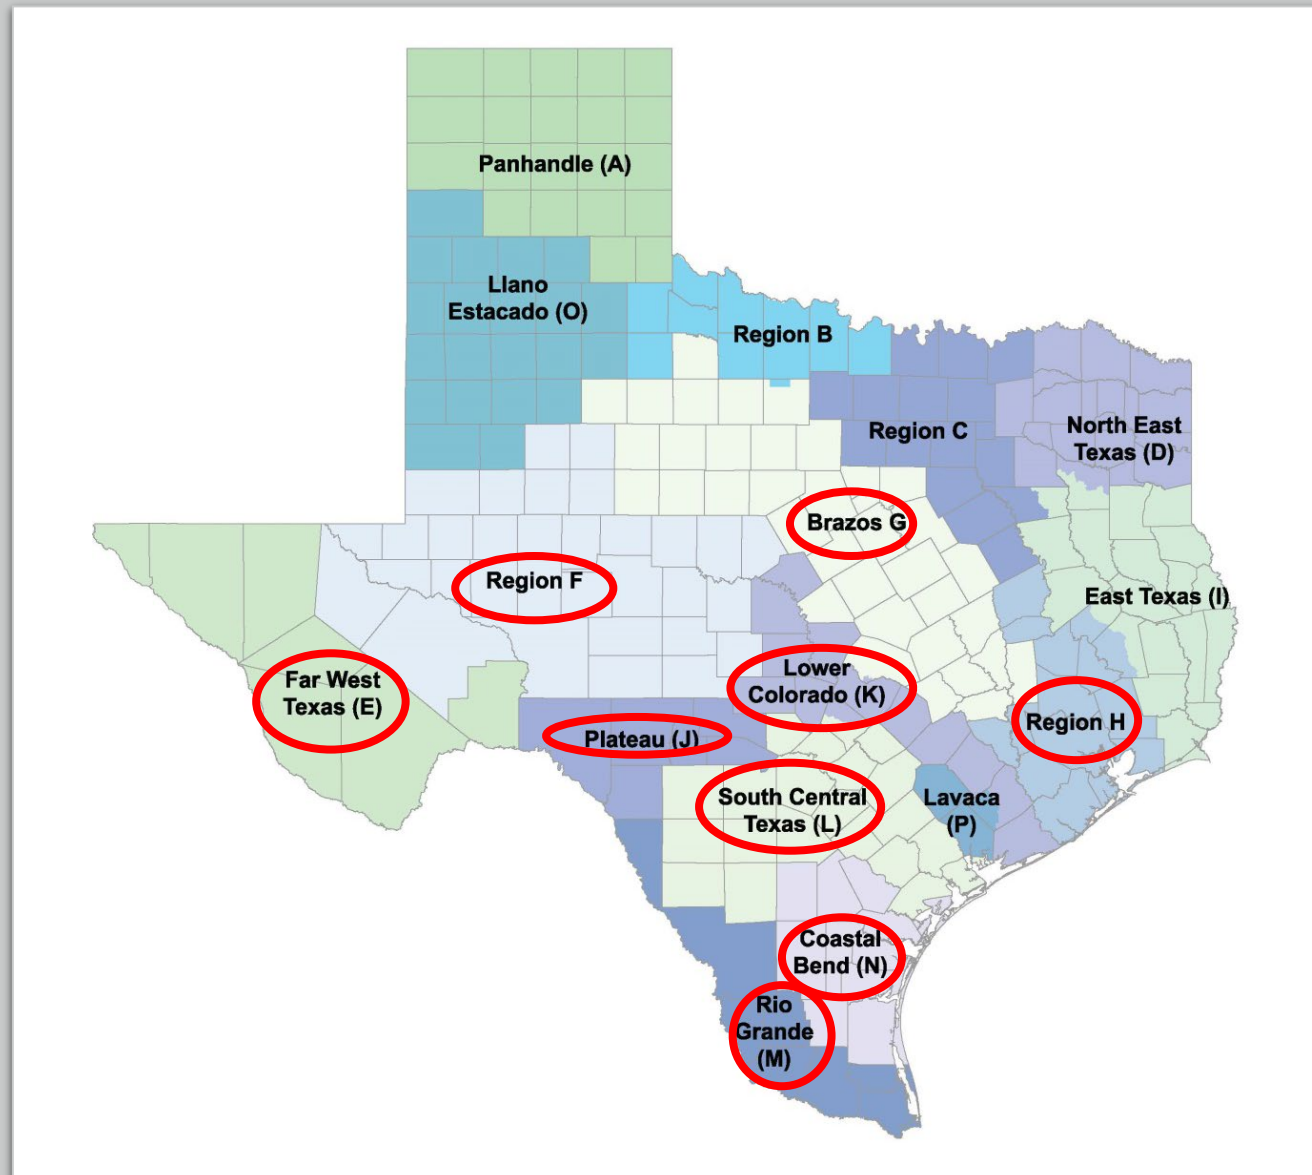 Panhandle (A)
Llano
Estacado (O)
Region B
Region C
North East
Texas (D)
Brazos G
Region F
East Texas (I)
Far West
Texas (E)
Lower
Colorado (K)
Region H
Plateau (J)
South Central
Texas (L)
Lavaca
(P)
Coastal
Bend (N)
Rio
Grande
(M)